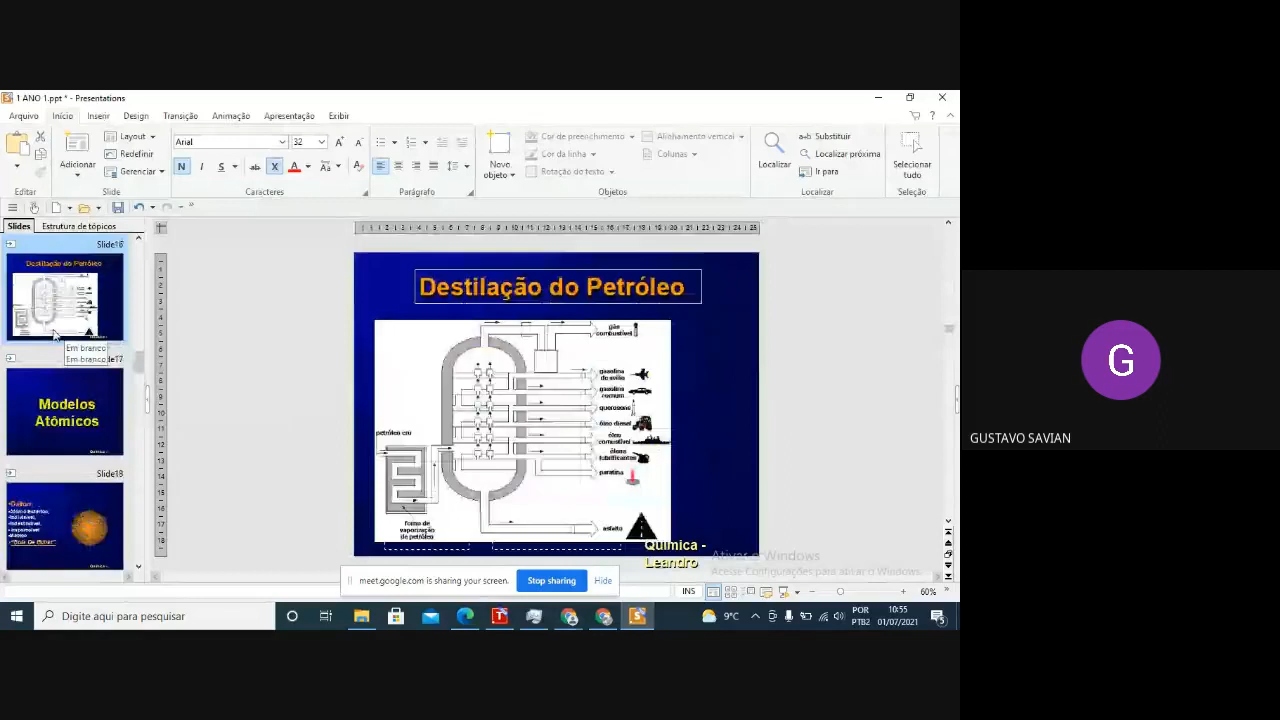 1 ANO 1.ppt * - Presentations
Arquivo Início Inserir Design Transição Animação Apresentação Exibir
Adicionar
Layout
Redefinir
Gerenciar
Arial 32
N I S ab X A Aa
Novo
objeto
Cor de preenchimento
Cor da linha
Rotação do texto
Alinhamento vertical
Colunas
Localizar
a+b Substituir
Localizar próxima
Ir para
Selecionar
tudo
Editar Slide Caracteres Parágrafo Objetos Localizar Seleção
Slides Estrutura de tópicos
Slide16
Destilação do Petróleo
Em branco
Em branco
Modelos
Atômicos
Slide18
Destilação do Petróleo
gás
combustível
gasolina
de avião
gasolina
comum
querosene
óleo diesel
óleo
combustível
óleos
lubrificantes
parafina
petróleo cru
forno de
vaporização
de petróleo
asfalto
Química -
Leandro
Ativar o Windows
Acesse Configurações para ativar o Windows.
meet.google.com is sharing your screen. Stop sharing Hide
INS 60%
Digite aqui para pesquisar
9°C
POR
PTB2
10:55
01/07/2021
5
G
GUSTAVO SAVIAN